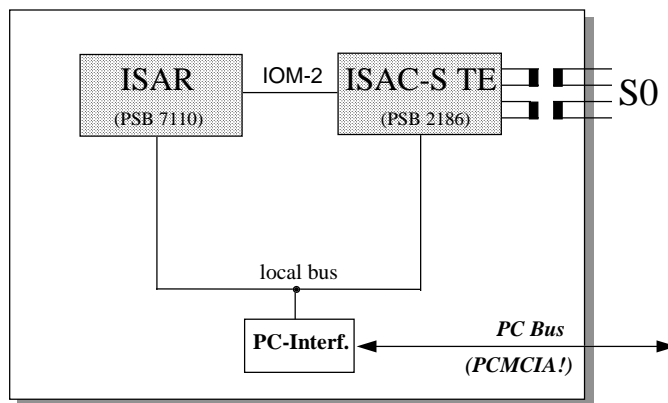 ISAR
IOM-2
ISAC-S TE
S0
(PSB 7110)
(PSB 2186)
local bus
PC-Interf.
PC Bus
(PCMCIA!)